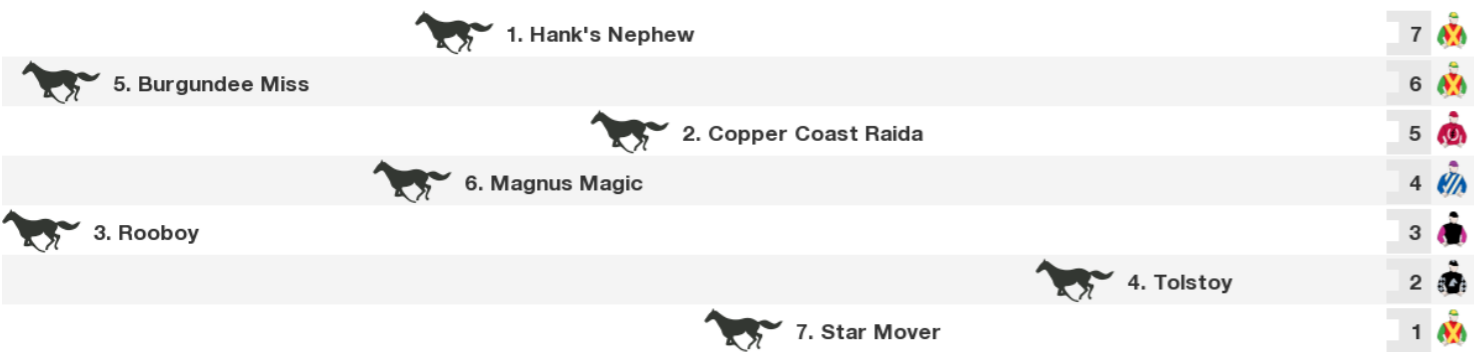 1. Hank's Nephew 7
5. Burgundee Miss 6
2. Copper Coast Raida 5
6. Magnus Magic 4
3. Rooboy 3
4. Tolstoy 2
7. Star Mover 1